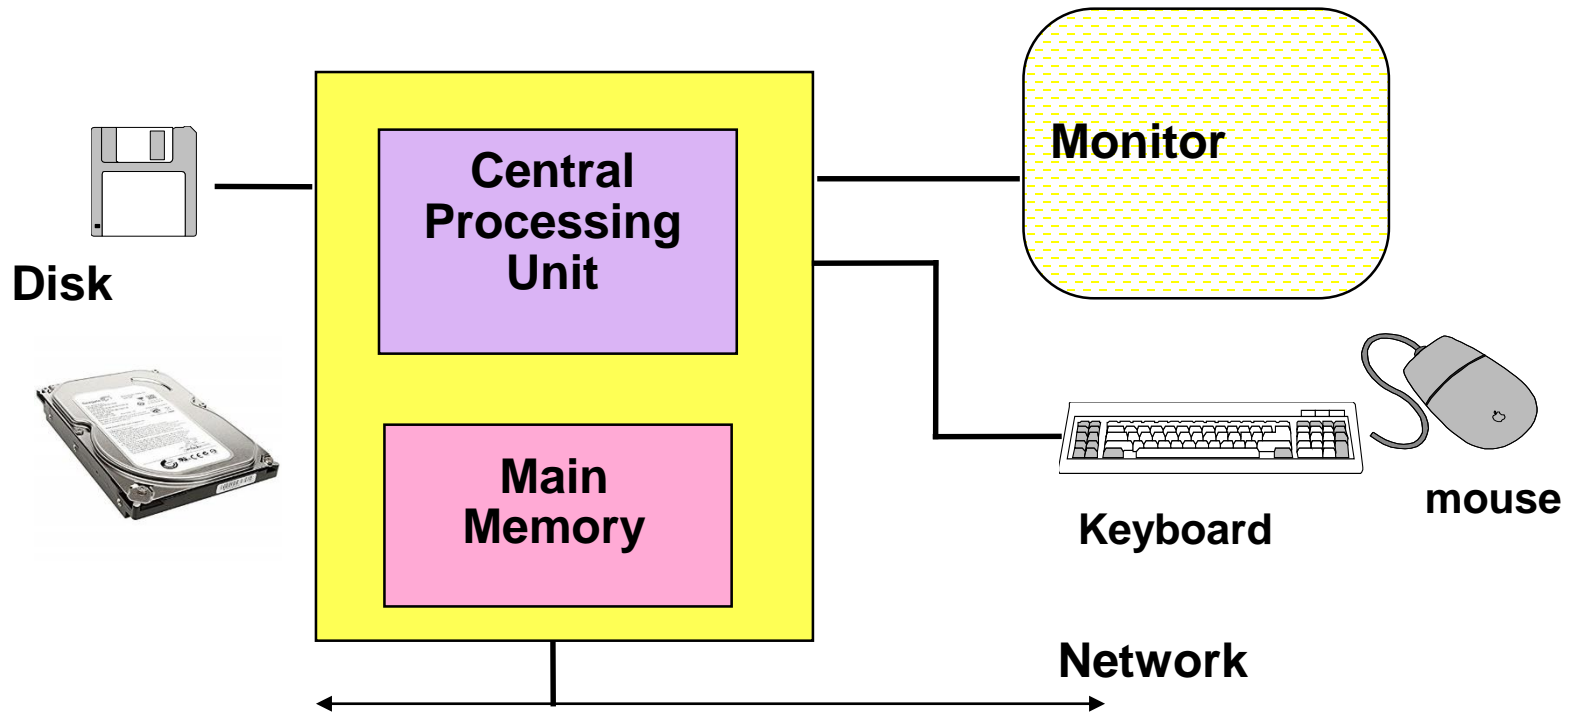 Central
Processing
Unit
Monitor
Disk
Main
Memory
mouse
Keyboard
Network